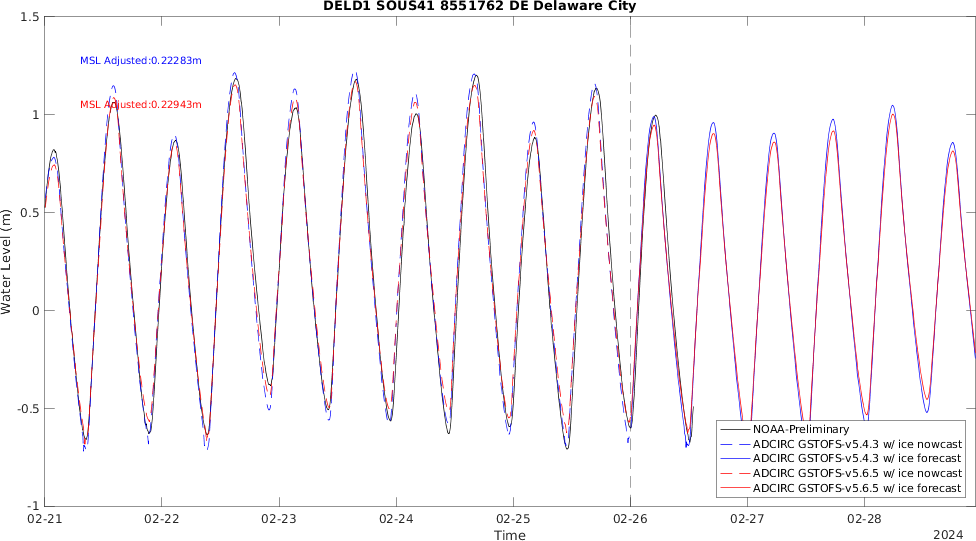 DELD1 SOUS41 8551762 DE Delaware City
1.5
MSL Adjusted:0.22283m
MSL Adjusted:0.22943m
1
0.5
Water Level (m)
0
-0.5
NOAA-Preliminary
ADCIRC GSTOFS-v5.4.3 w/ ice nowcast
ADCIRC GSTOFS-v5.4.3 w/ ice forecast
ADCIRC GSTOFS-v5.6.5 w/ ice nowcast
ADCIRC GSTOFS-v5.6.5 w/ ice forecast
-1
02-21 02-22 02-23 02-24 02-25 02-26 02-27 02-28
Time
2024